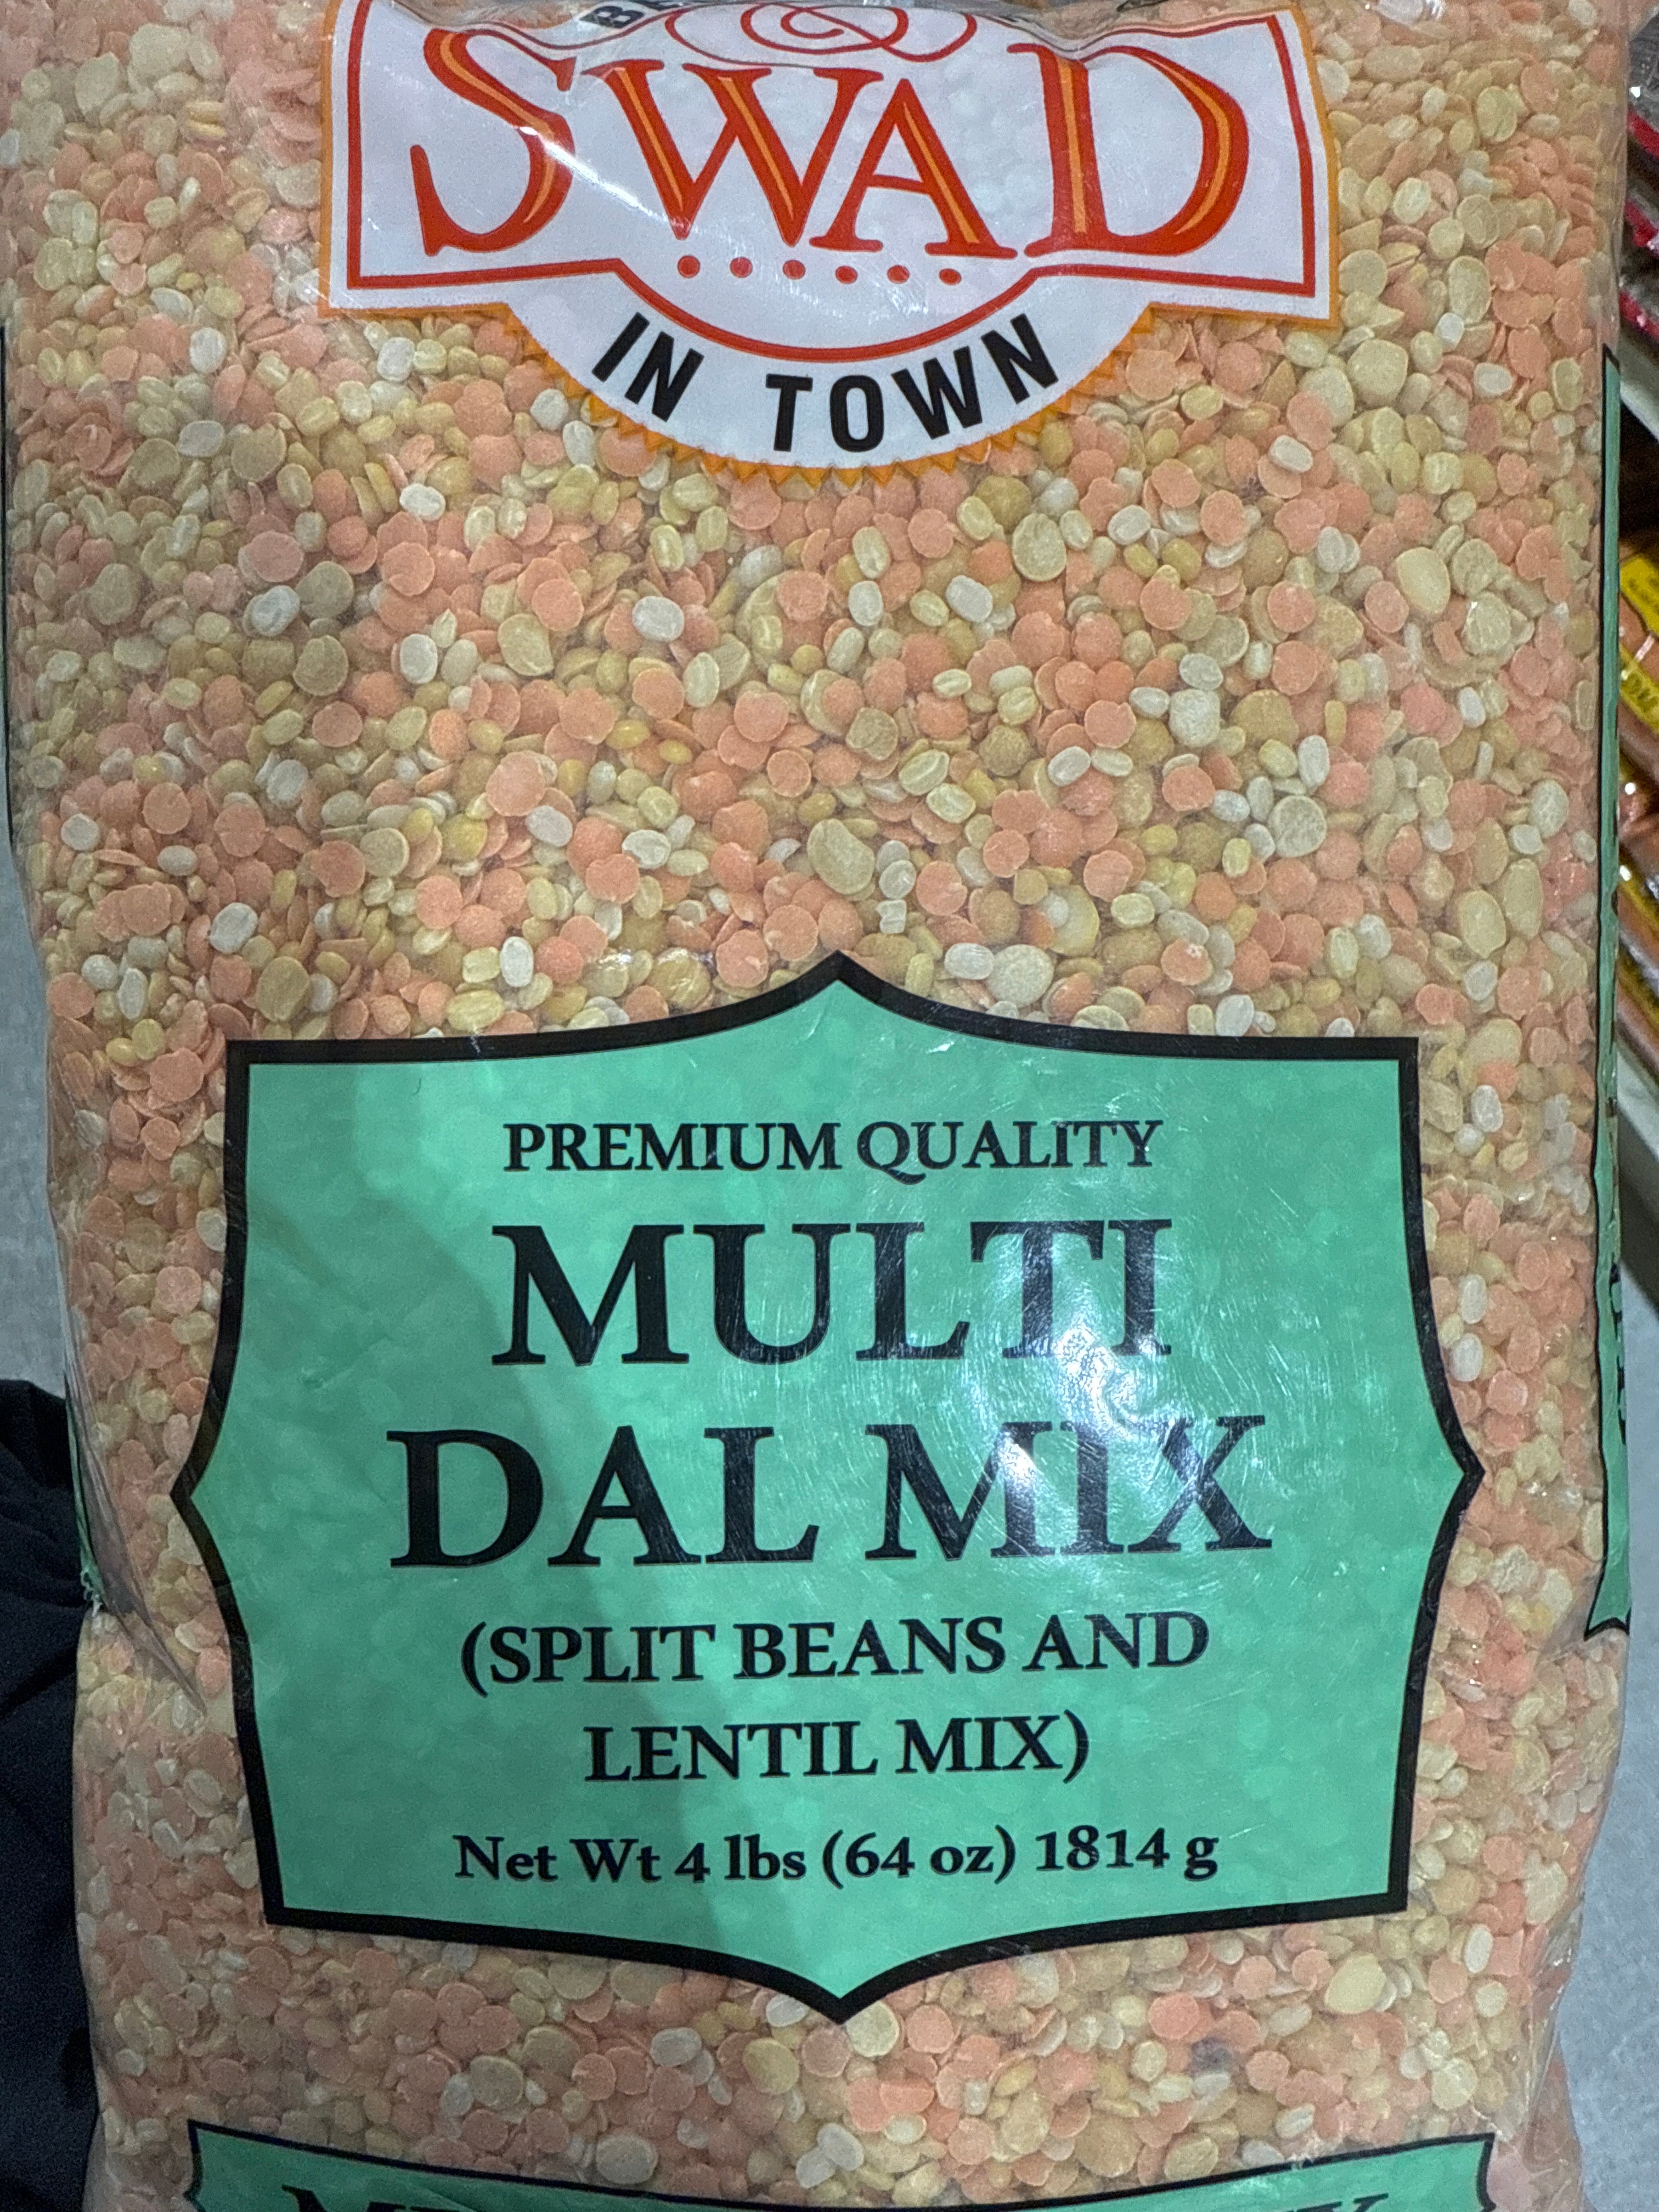 SWAD
IN TOWN
PREMIUM QUALITY
MULTI
DAL MIX
(SPLIT BEANS AND
LENTIL MIX)
Net Wt 4 lbs (64 oz) 1814 g